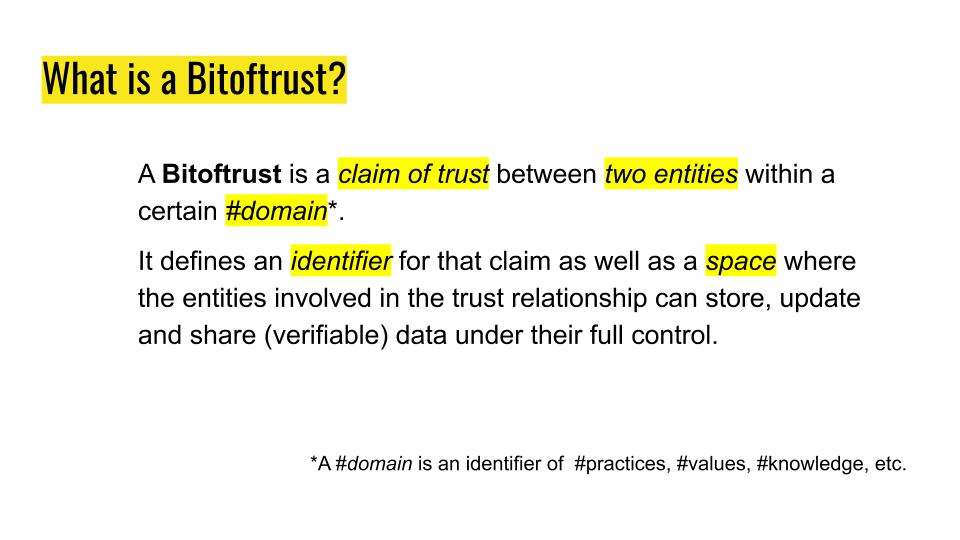 What is a Bitoftrust?
A Bitoftrust is a claim of trust between two entities within a
certain #domain*.
It defines an identifier for that claim as well as a space where
the entities involved in the trust relationship can store, update
and share (verifiable) data under their full control.
*A #domain is an identifier of  #practices, #values, #knowledge, etc.